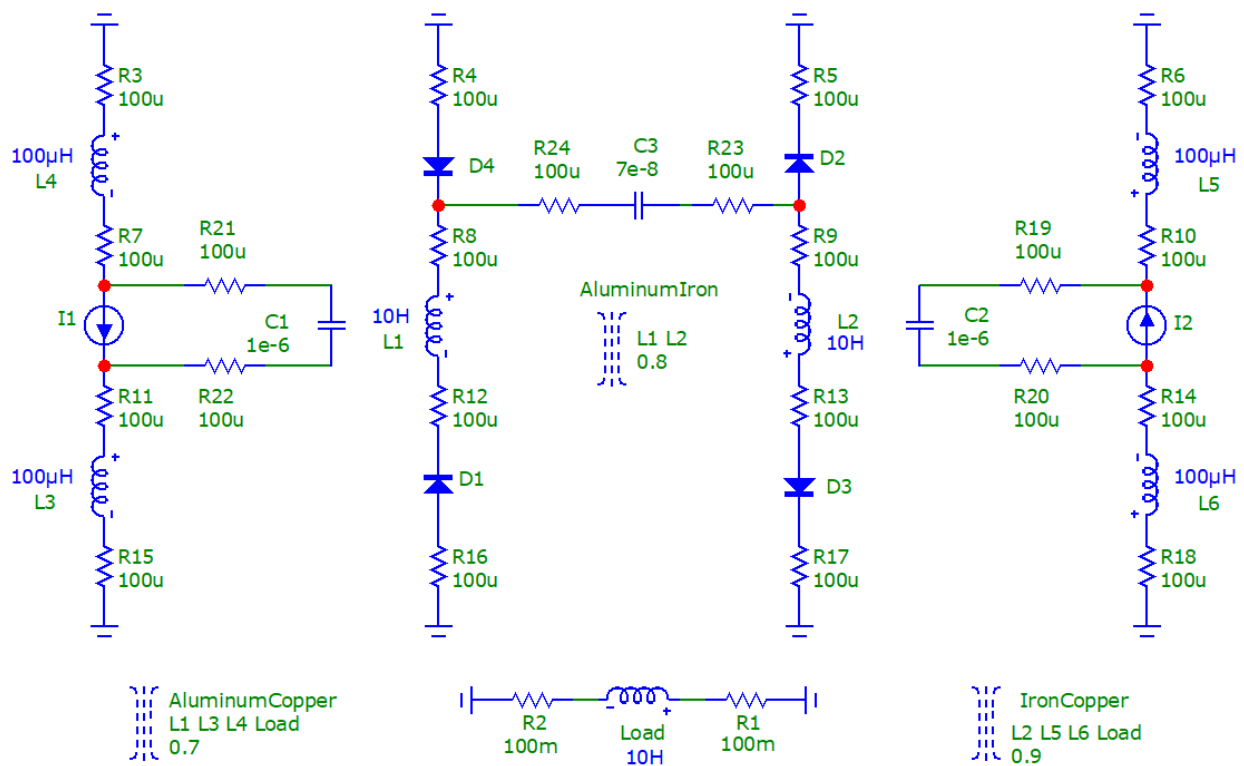 R3
100u
R4
100u
R5
100u
R6
100u
100µH
L4
+
-
D4
R24
100u
C3
7e-8
R23
100u
D2
-
+
100µH
L5
R7
100u
R21
100u
R8
100u
R9
100u
R19
100u
R10
100u
I1
C1
1e-6
10H
L1
+
-
AluminumIron
L1 L2
0.8
-
+
L2
10H
C2
1e-6
I2
R11
100u
R22
100u
R12
100u
R13
100u
R20
100u
R14
100u
100µH
L3
+
-
D1
D3
-
+
100µH
L6
R15
100u
R16
100u
R17
100u
R18
100u
AluminumCopper
L1 L3 L4 Load
0.7
R2
100m
-
+
Load
10H
R1
100m
IronCopper
L2 L5 L6 Load
0.9